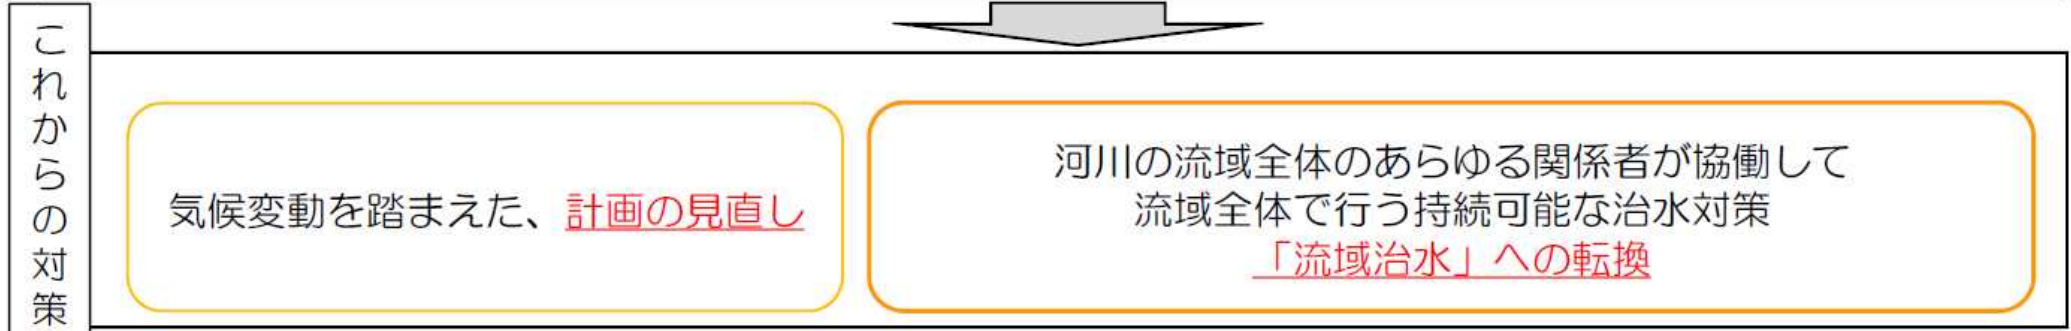 これからの対策
気候変動を踏まえた、計画の見直し
河川の流域全体のあらゆる関係者が協働して
流域全体で行う持続可能な治水対策
「流域治水」への転換